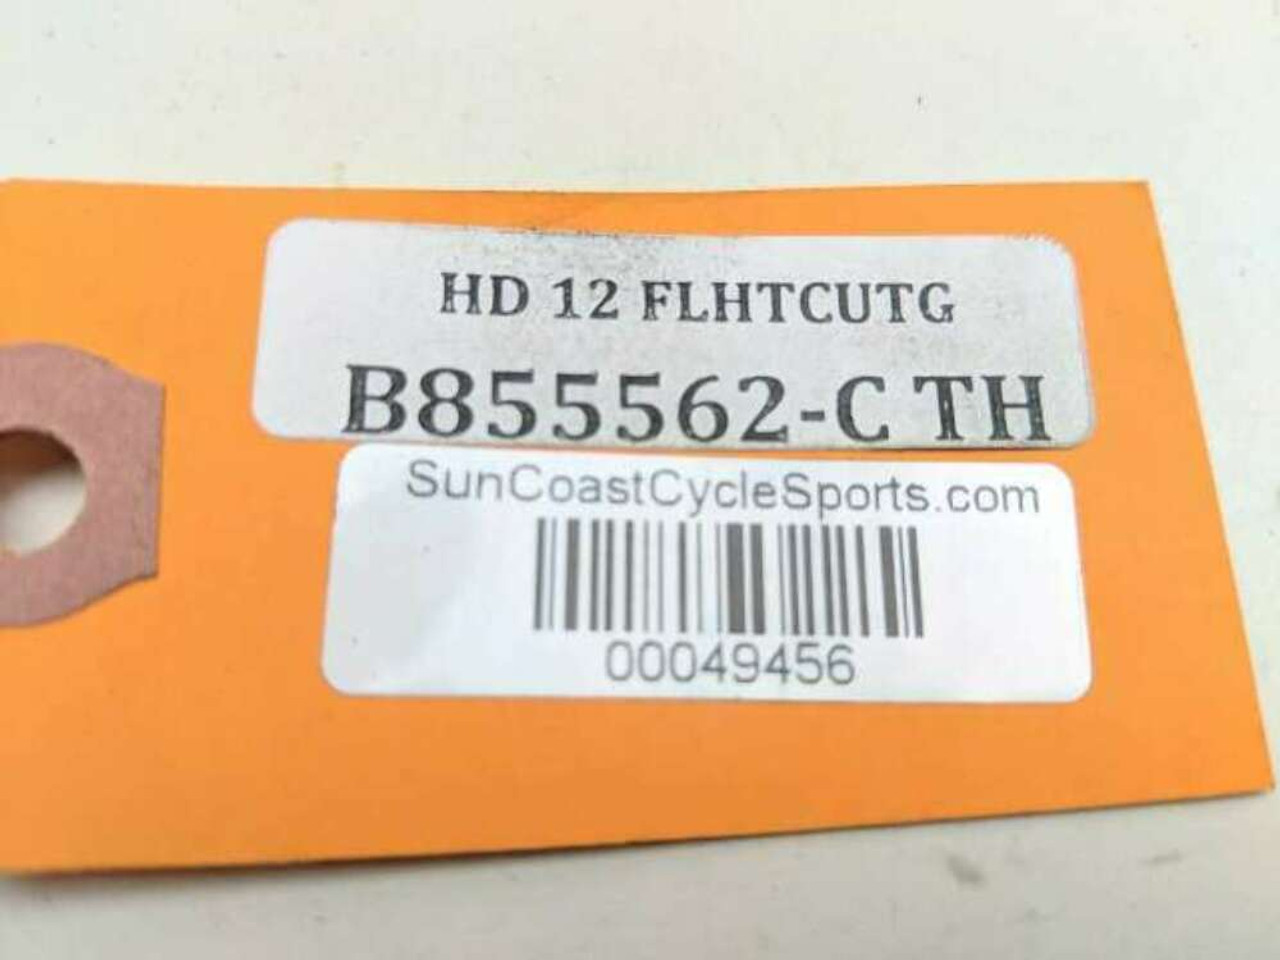 HD 12 FLHTCUTG
B855562-C TH
SunCoastCycleSports.com
00049456